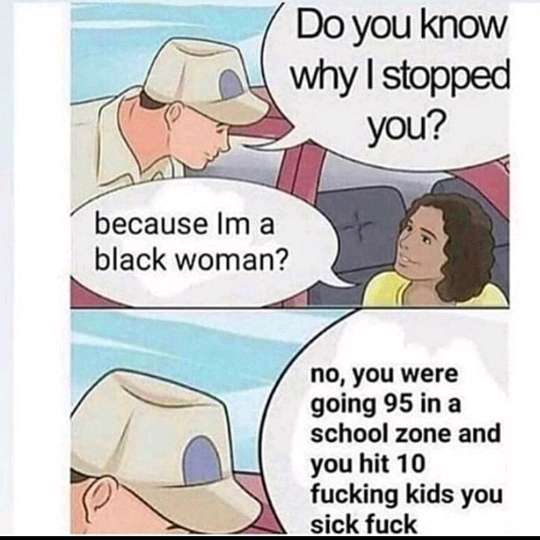 Do you know
why I stopped
you?
because Im a
black woman?
no, you were
going 95 in a
school zone and
you hit 10
fucking kids you
sick fuck